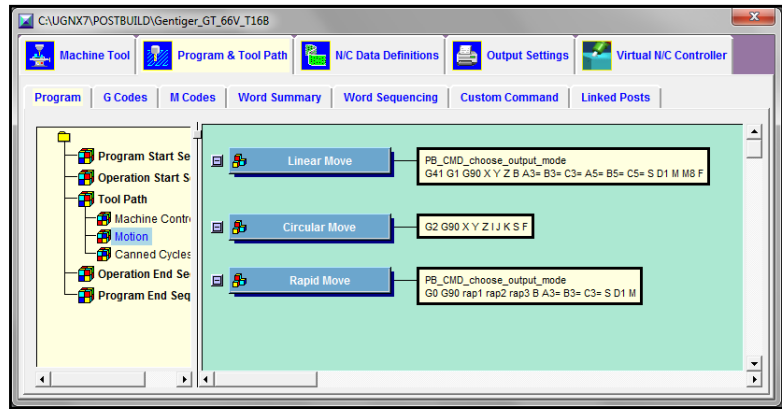 C:\UGNX7\POSTBUILD\Gentiger_GT_66V_T16B
Machine Tool Program & Tool Path N/C Data Definitions Output Settings Virtual N/C Controller
Program G Codes M Codes Word Summary Word Sequencing Custom Command Linked Posts
Program Start Se
Operation Start S
Tool Path
Machine Contr
Motion
Canned Cycles
Operation End Se
Program End Seq
Linear Move
PB_CMD_choose_output_mode
G41 G1 G90 X Y Z B A3= B3= C3= A5= B5= C5= S D1 M M8 F
Circular Move
G2 G90 X Y Z I J K S F
Rapid Move
PB_CMD_choose_output_mode
G0 G90 rap1 rap2 rap3 B A3= B3= C3= S D1 M